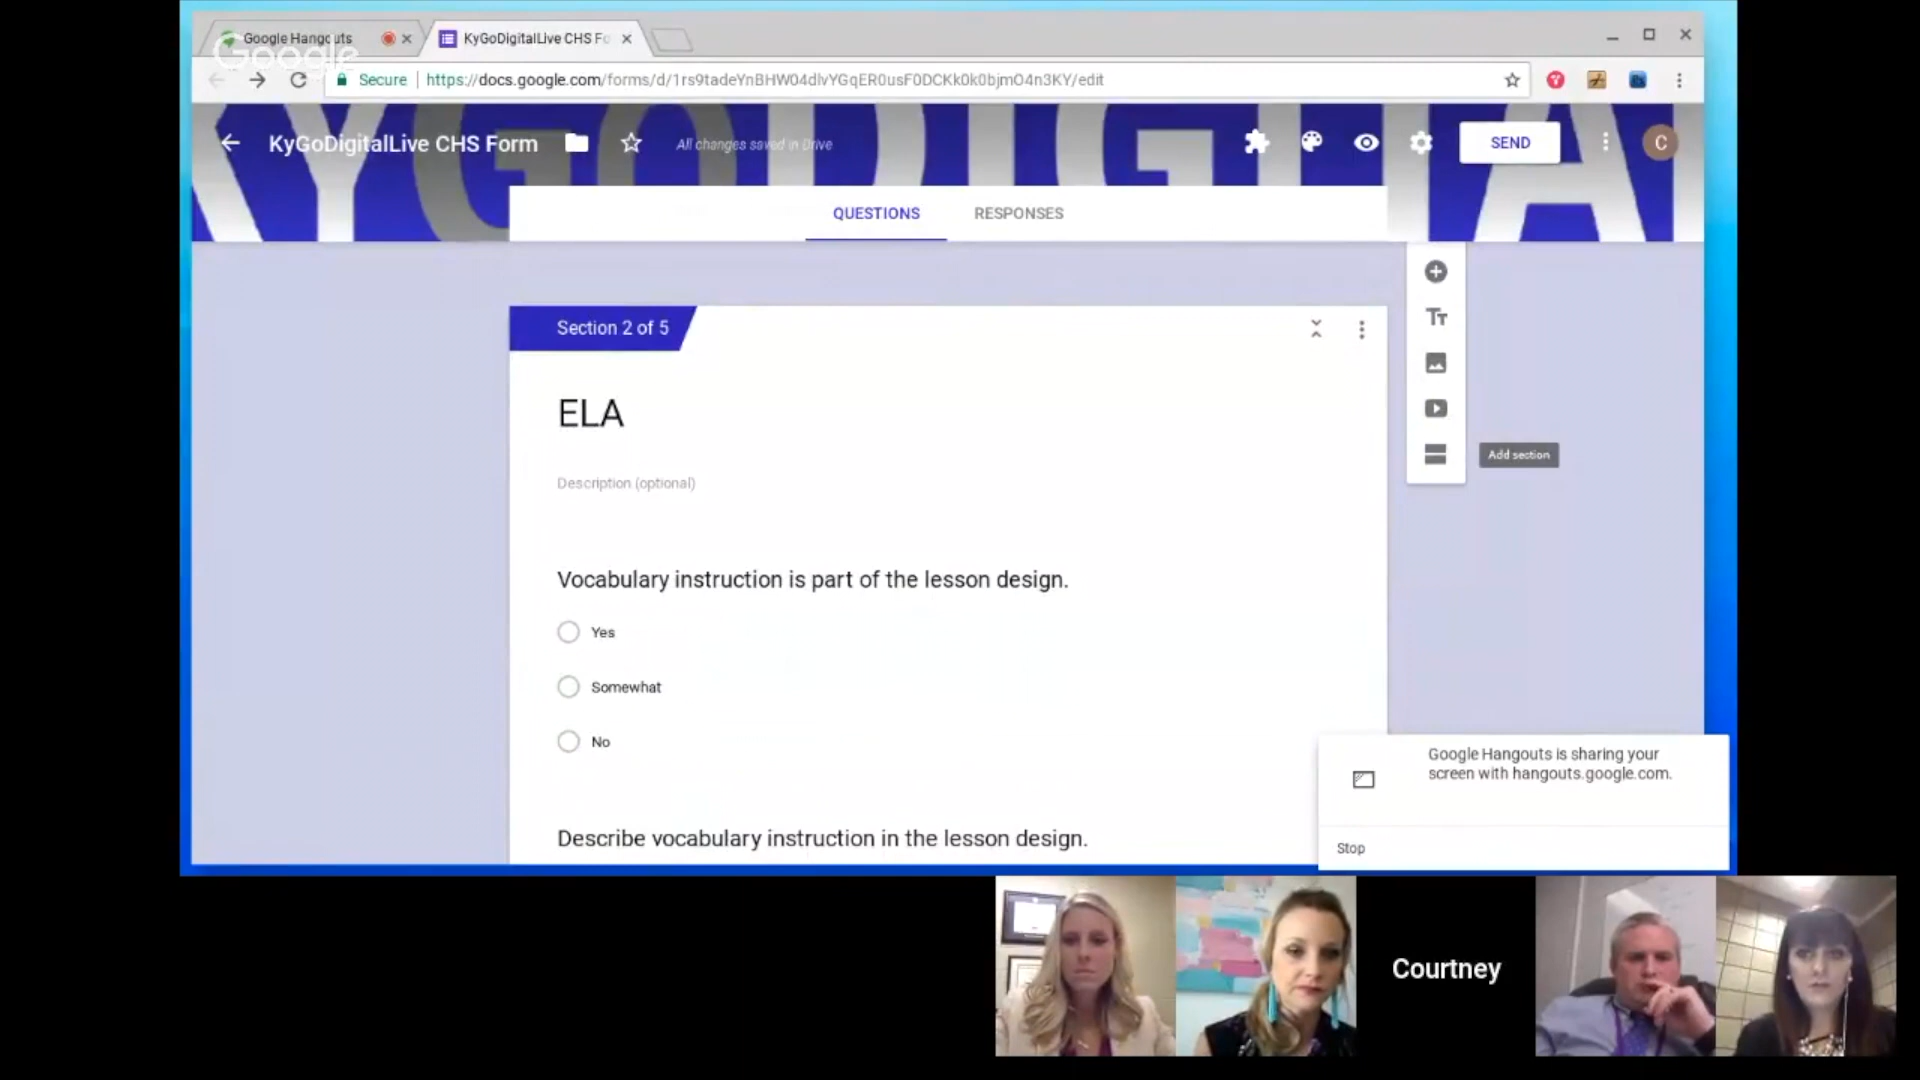 Google Hangouts
KyGoDigitalLive CHS Fo
Google
Secure
https://docs.google.com/forms/d/1rs9tadeYnBHW04dlvYGqER0usF0DCKk0k0bjmO4n3KY/edit
KYGODIGITA
KyGoDigitalLive CHS Form
All changes saved in Drive
SEND
C
QUESTIONS
RESPONSES
Section 2 of 5
Tт
ELA
Add section
Description (optional)
Vocabulary instruction is part of the lesson design.
Yes
Somewhat
No
Google Hangouts is sharing your
screen with hangouts.google.com.
Describe vocabulary instruction in the lesson design.
Stop
Courtney